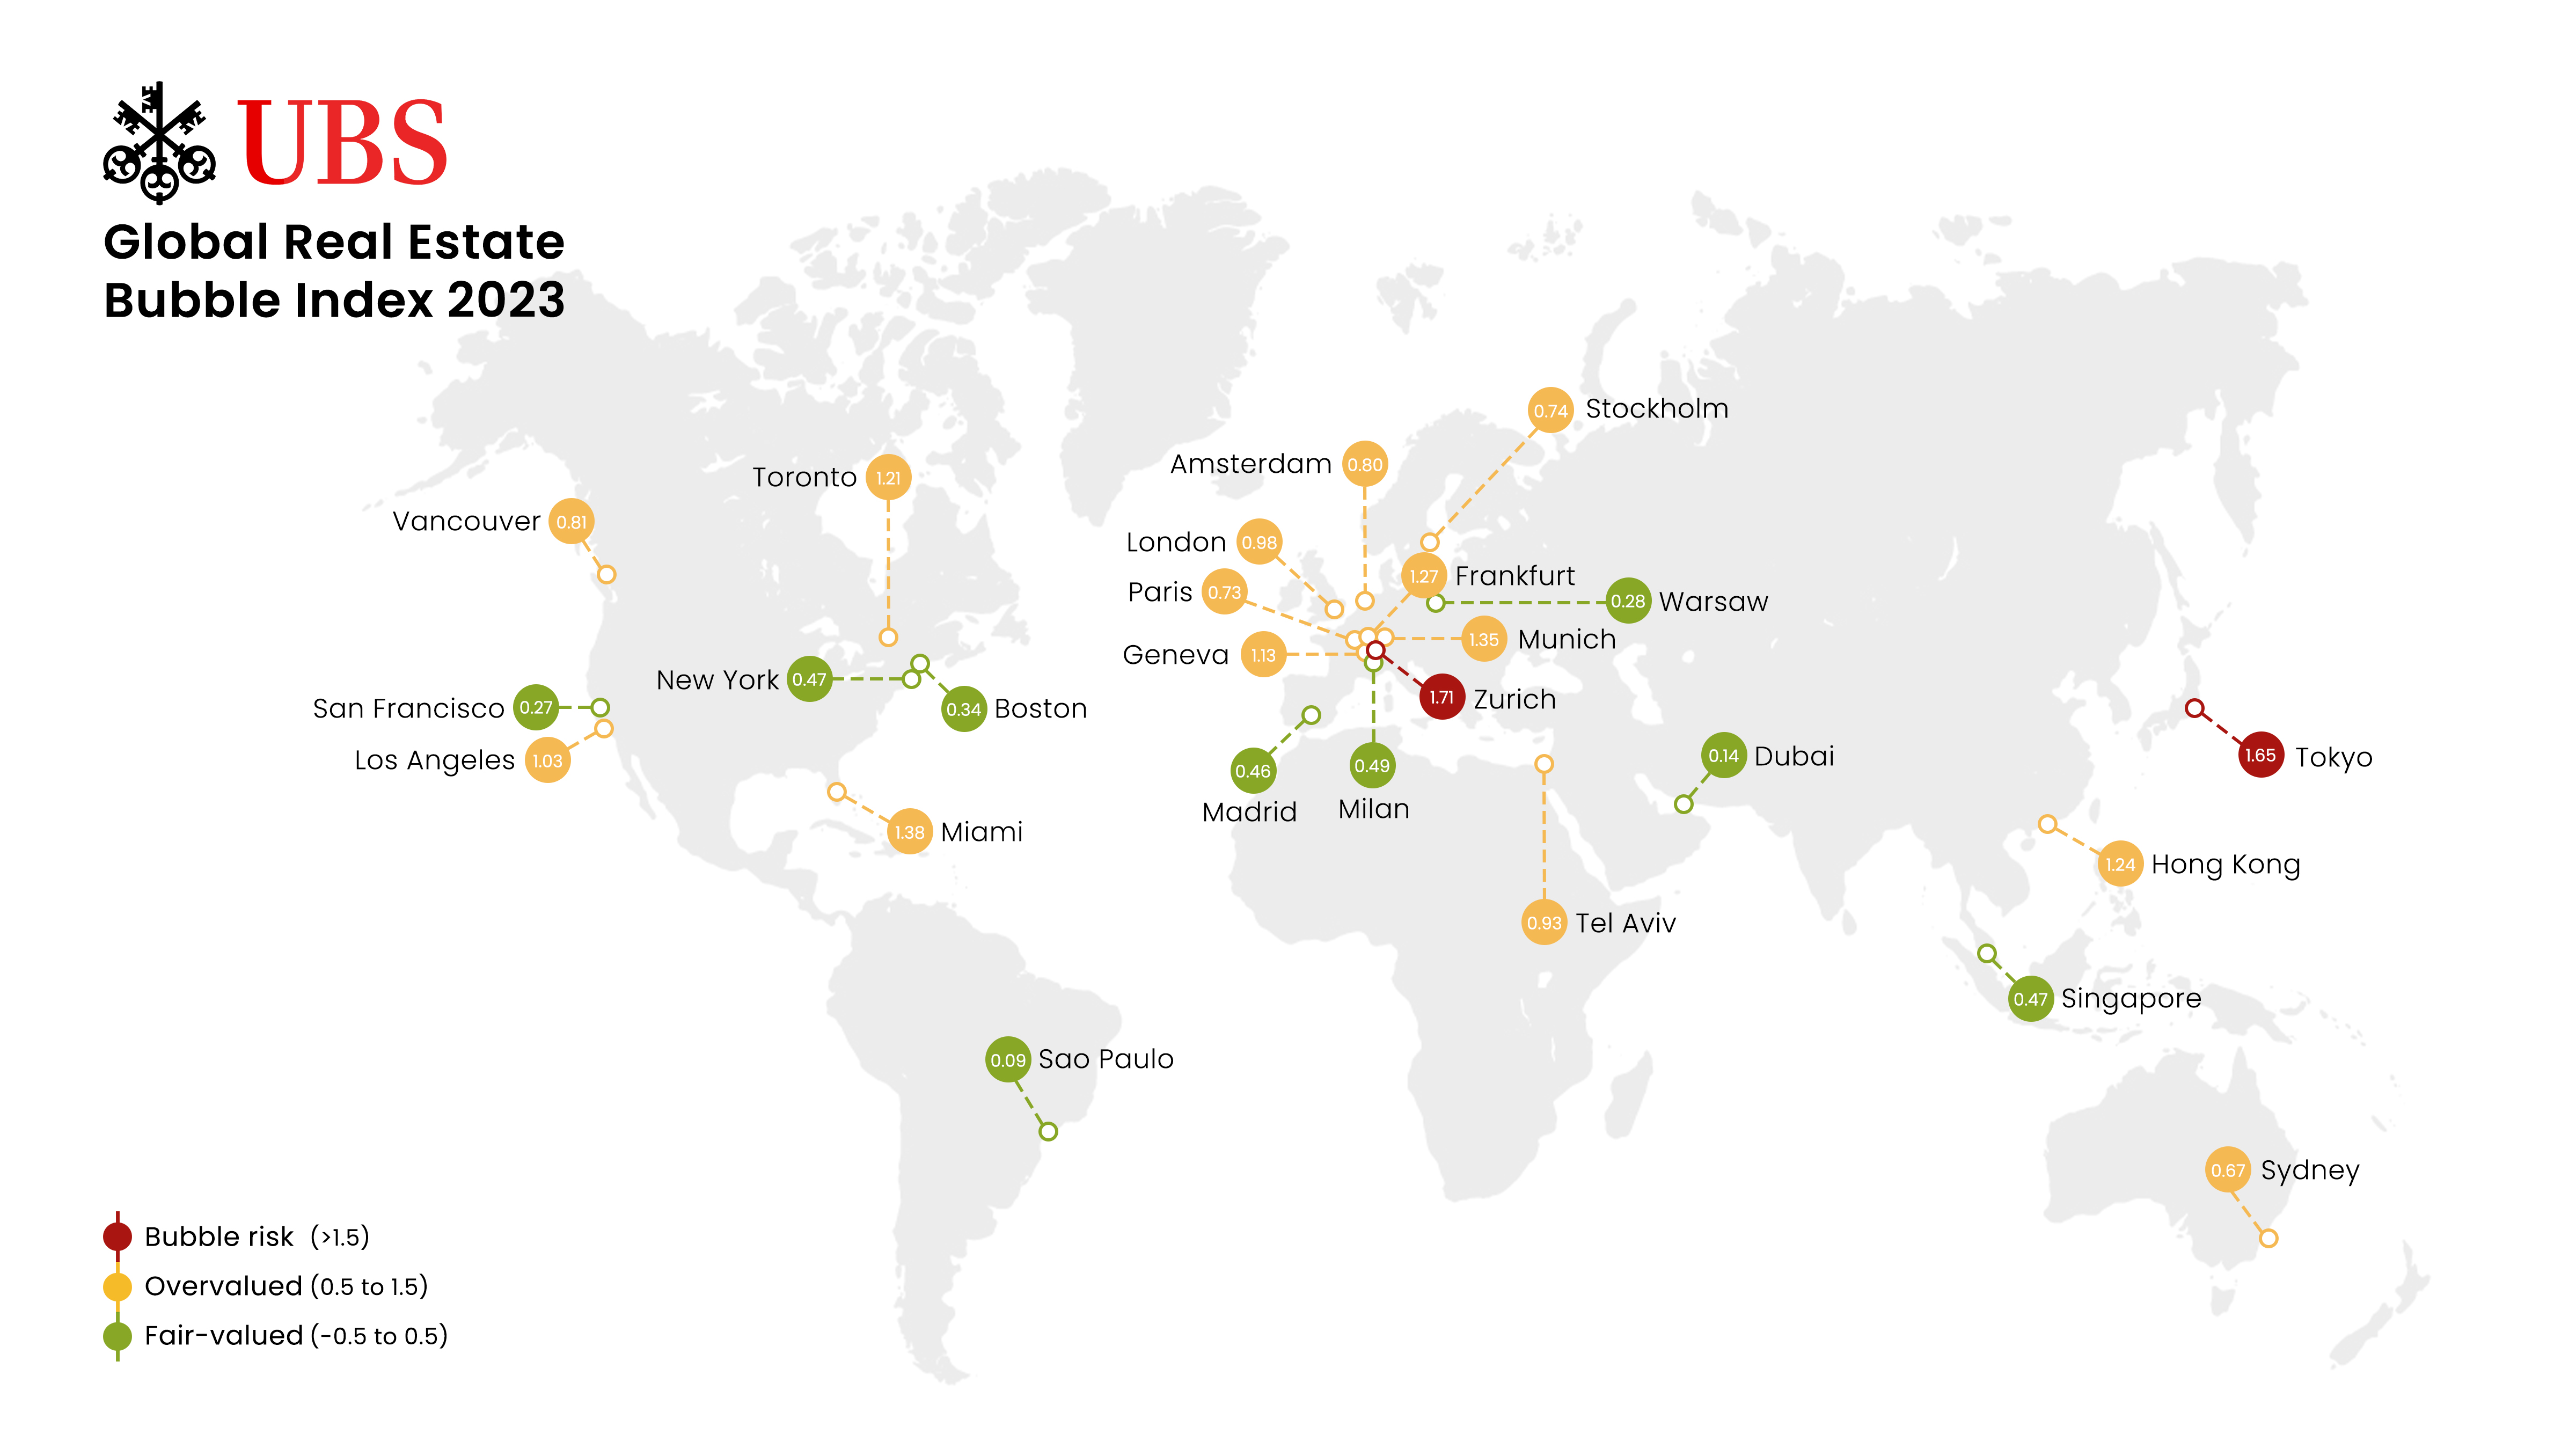 UBS
Global Real Estate
Bubble Index 2023
0.74 Stockholm
Amsterdam 0.80
Toronto 1.21
Vancouver 0.81
London 0.98
1.27 Frankfurt
Paris 0.73
0.28 Warsaw
1.35 Munich
Geneva 1.13
New York 0.47
1.71 Zurich
San Francisco 0.27
0.34 Boston
Los Angeles 1.03
0.46
Madrid
0.49
Milan
0.14 Dubai
1.65 Tokyo
1.38 Miami
1.24 Hong Kong
0.93 Tel Aviv
0.47 Singapore
0.09 Sao Paulo
0.67 Sydney
Bubble risk (>1.5)
Overvalued (0.5 to 1.5)
Fair-valued (-0.5 to 0.5)